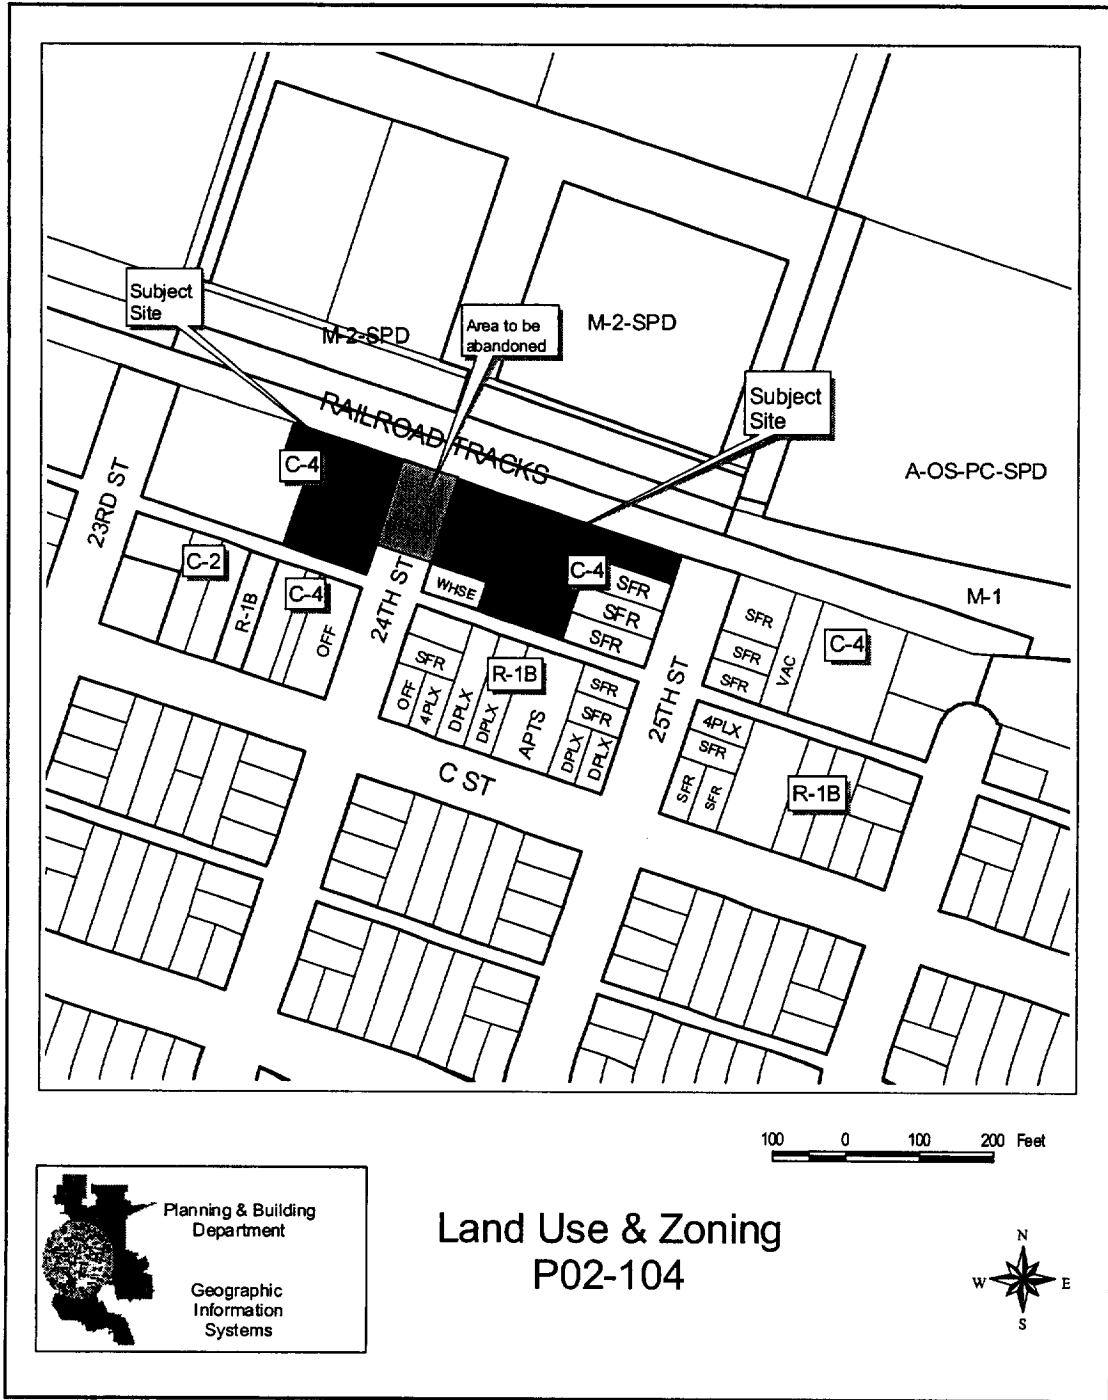 Subject
Site
M-2-SPD
Area to be
abandoned
M-2-SPD
Subject
Site
RAILROAD TRACKS
A-OS-PC-SPD
C-4
23RD ST
C-2
R-1B
C-4
OFF
24TH ST
WHSE
C-4
SFR
SFR
SFR
M-1
SFR
SFR
SFR
VAC
C-4
SFR
R-1B
OFF
4PLX
DPLX
DPLX
APTS
SFR
SFR
DPLX
DPLX
25TH ST
4PLX
SFR
SFR
SFR
R-1B
C ST
100 0 100 200 Feet
Planning & Building
Department
Geographic
Information
Systems
Land Use & Zoning
P02-104
N
W E
S